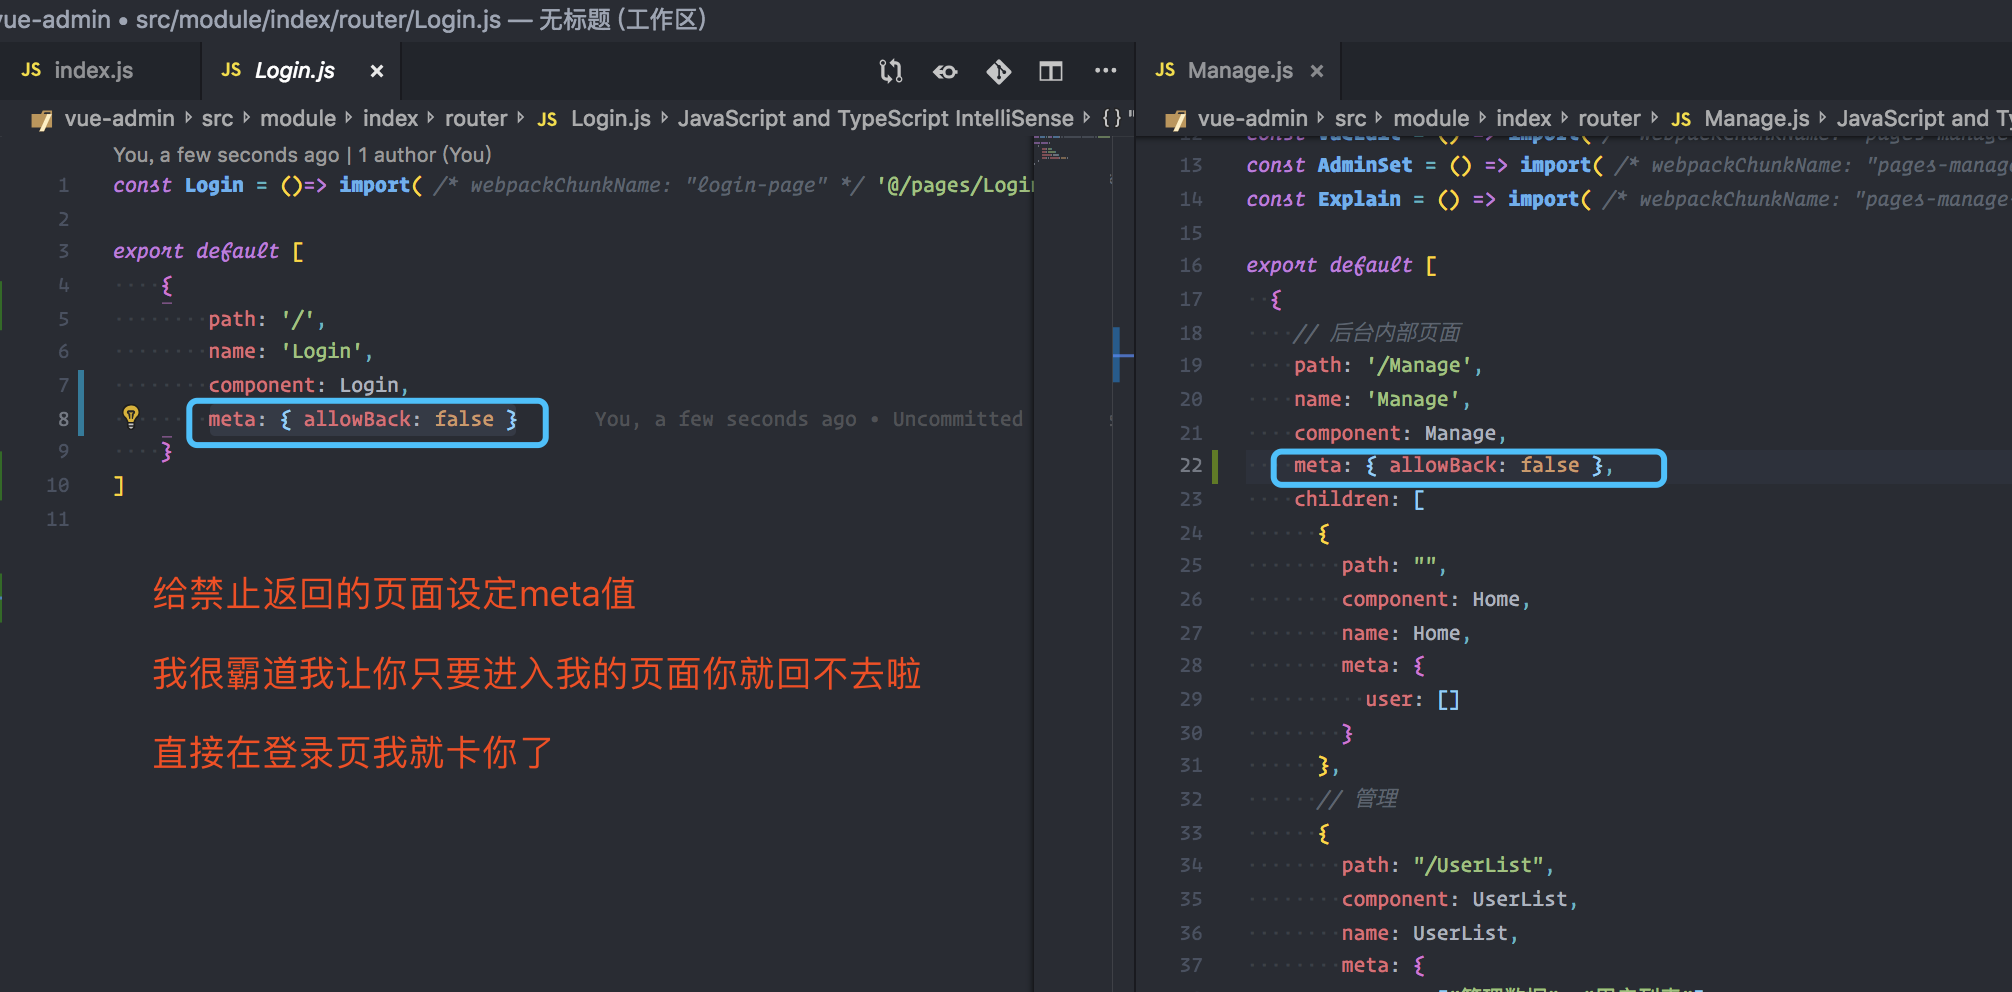 vue-admin • src/module/index/router/Login.js — 无标题 (工作区)
JS index.js
JS Login.js ×
vue-admin › src › module › index › router › JS Login.js › JavaScript and TypeScript IntelliSense › {} "
You, a few seconds ago | 1 author (You)
1 const Login = ()=> import( /* webpackChunkName: "login-page" */ '@/pages/Login
2
3 export default [
4 {
5 path: '/',
6 name: 'Login',
7 component: Login,
8 meta: { allowBack: false } You, a few seconds ago • Uncommitted
9 }
10 ]
11
给禁止返回的页面设定meta值
我很霸道我让你只要进入我的页面你就回不去啦
直接在登录页我就卡你了
JS Manage.js ×
vue-admin › src › module › index › router › JS Manage.js › JavaScript and Ty
13 const AdminSet = () => import( /* webpackChunkName: "pages-manage
14 const Explain = () => import( /* webpackChunkName: "pages-manage
15
16 export default [
17 {
18 // 后台内部页面
19 path: '/Manage',
20 name: 'Manage',
21 component: Manage,
22 meta: { allowBack: false },
23 children: [
24 {
25 path: "",
26 component: Home,
27 name: Home,
28 meta: {
29 user: []
30 }
31 },
32 // 管理
33 {
34 path: "/UserList",
35 component: UserList,
36 name: UserList,
37 meta: {